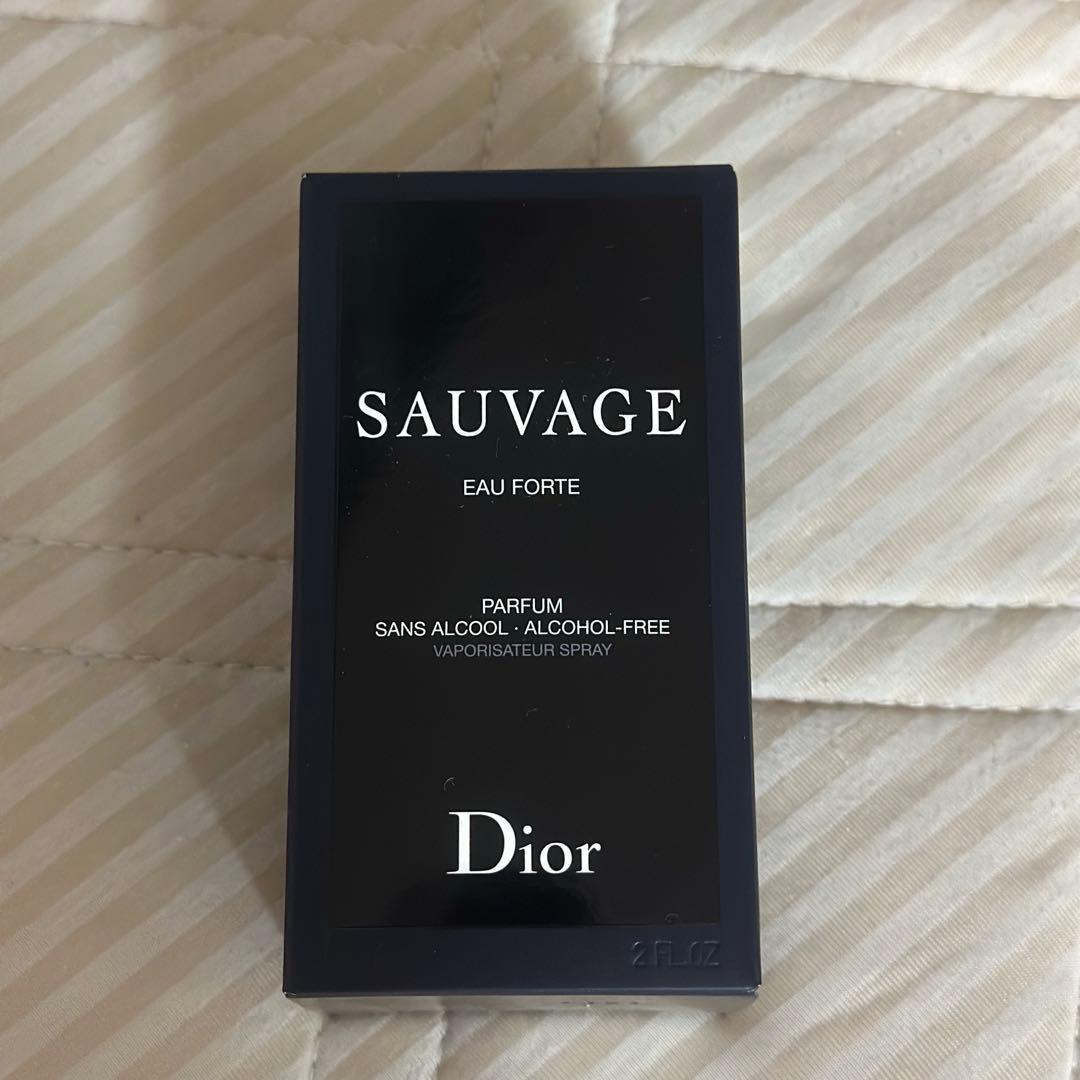 SAUVAGE
EAU FORTE
PARFUM
SANS ALCOOL · ALCOHOL-FREE
VAPORISATEUR SPRAY
Dior
2 FL.OZ